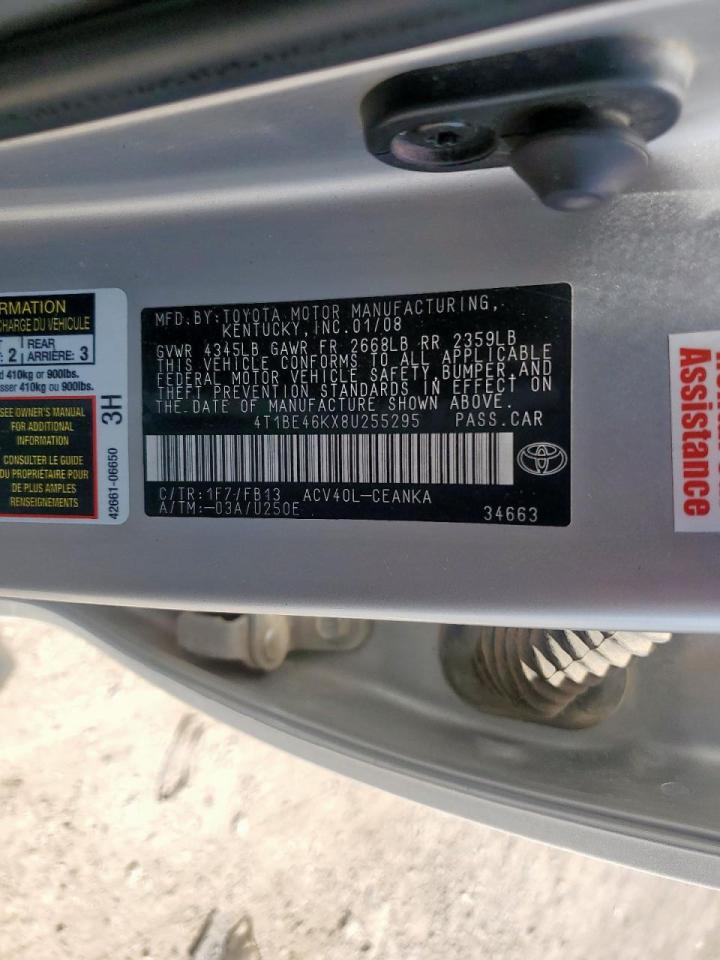 RMATION
CHARGE DU VÉHICULE
2
REAR
ARRIÈRE: 3
410kg or 900lbs.
sser 410kg ou 900lbs.
SEE OWNER'S MANUAL
FOR ADDITIONAL
INFORMATION
CONSULTER LE GUIDE
DU PROPRIÉTAIRE POUR
DE PLUS AMPLES
RENSEIGNEMENTS
3H
42661-06650
MFD.BY:TOYOTA MOTOR MANUFACTURING,
KENTUCKY, INC.01/08
GVWR 4345LB GAWR FR 2668LB RR 2359LB
THIS VEHICLE CONFORMS TO ALL APPLICABLE
FEDERAL MOTOR VEHICLE SAFETY,BUMPER,AND
THEFT PREVENTION STANDARDS IN EFFECT ON
THE DATE OF MANUFACTURE SHOWN ABOVE.
4T1BE46KX8U255295 PASS.CAR
C/TR:1F7/FB13 ACV40L-CEANKA
A/TM:-03A/U250E 34663
Assistance